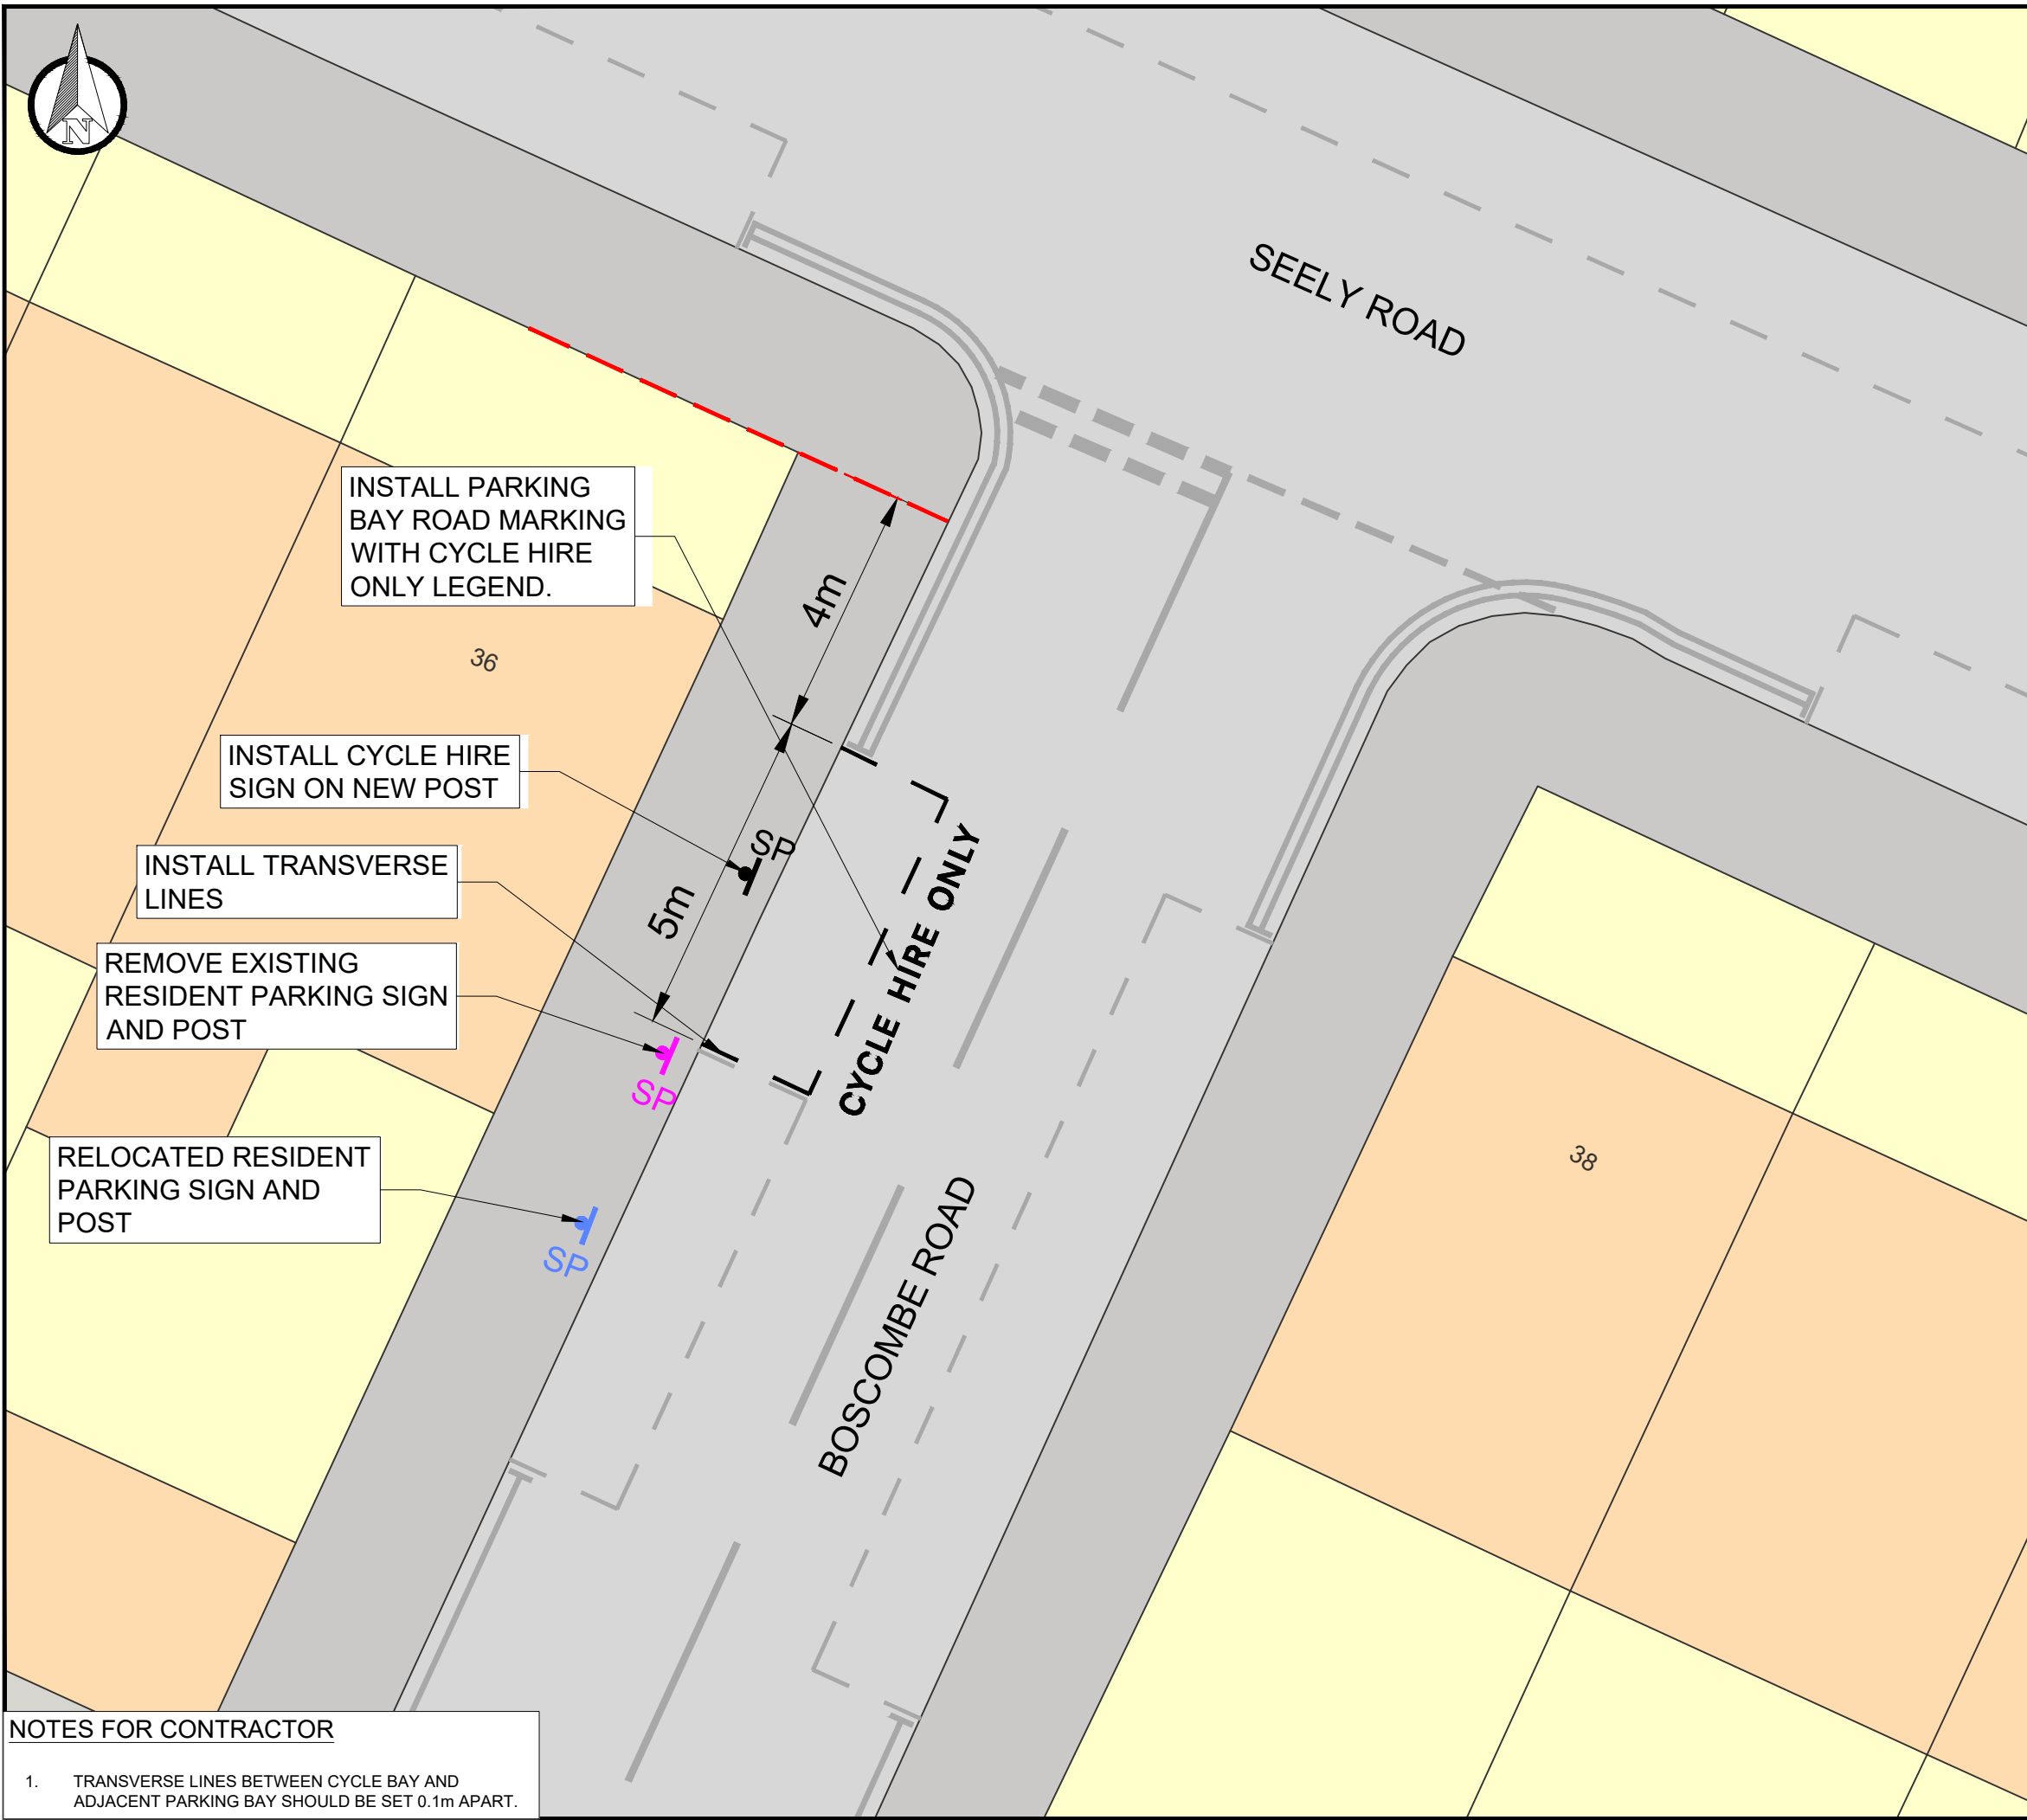 N
SEELY ROAD
INSTALL PARKING
BAY ROAD MARKING
WITH CYCLE HIRE
ONLY LEGEND.
4m
36
INSTALL CYCLE HIRE
SIGN ON NEW POST
SP
INSTALL TRANSVERSE
LINES
5m
CYCLE HIRE ONLY
REMOVE EXISTING
RESIDENT PARKING SIGN
AND POST
SP
RELOCATED RESIDENT
PARKING SIGN AND
POST
SP
38
BOSCOMBE ROAD
NOTES FOR CONTRACTOR
1. TRANSVERSE LINES BETWEEN CYCLE BAY AND
ADJACENT PARKING BAY SHOULD BE SET 0.1m APART.